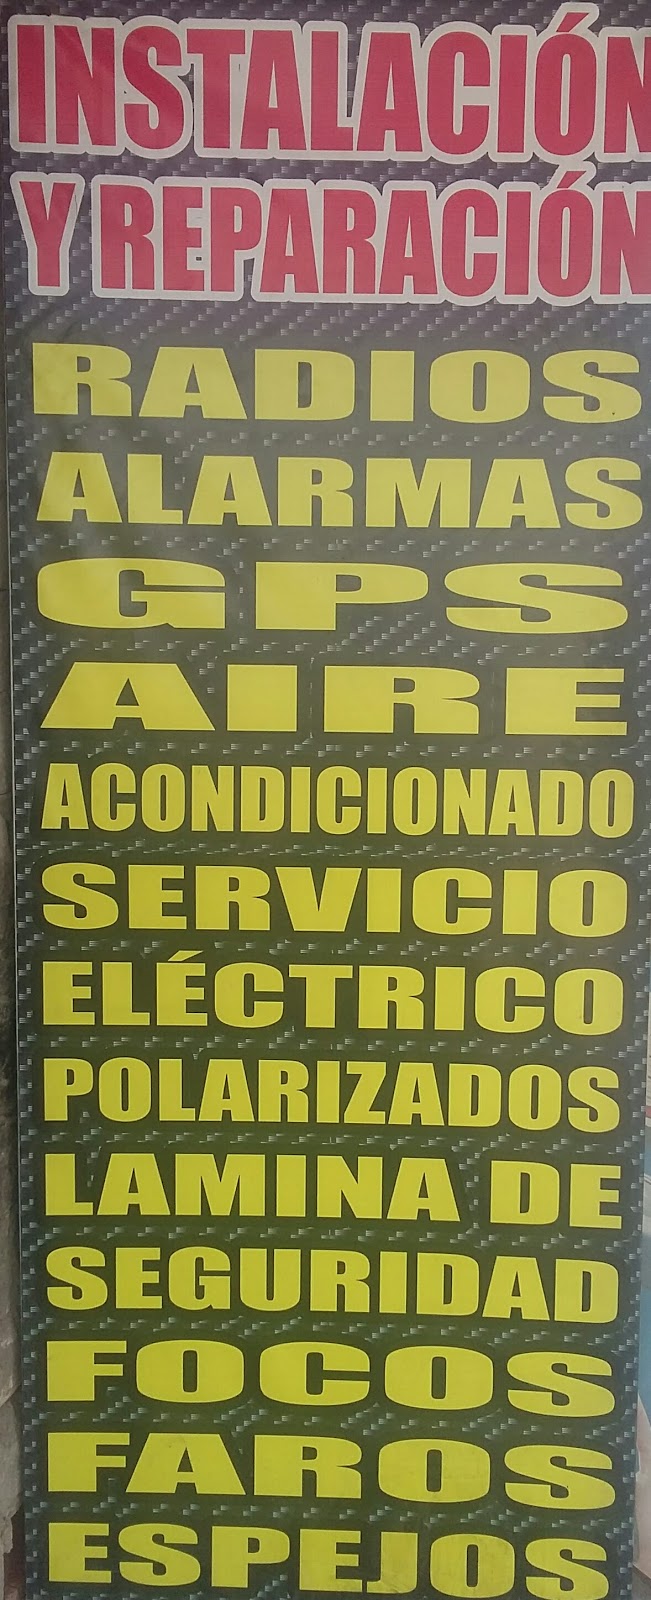 INSTALACIÓN
Y REPARACIÓN
RADIOS
ALARMAS
GPS
AIRE
ACONDICIONADO
SERVICIO
ELÉCTRICO
POLARIZADOS
LAMINA DE
SEGURIDAD
FOCOS
FAROS
ESPEJOS